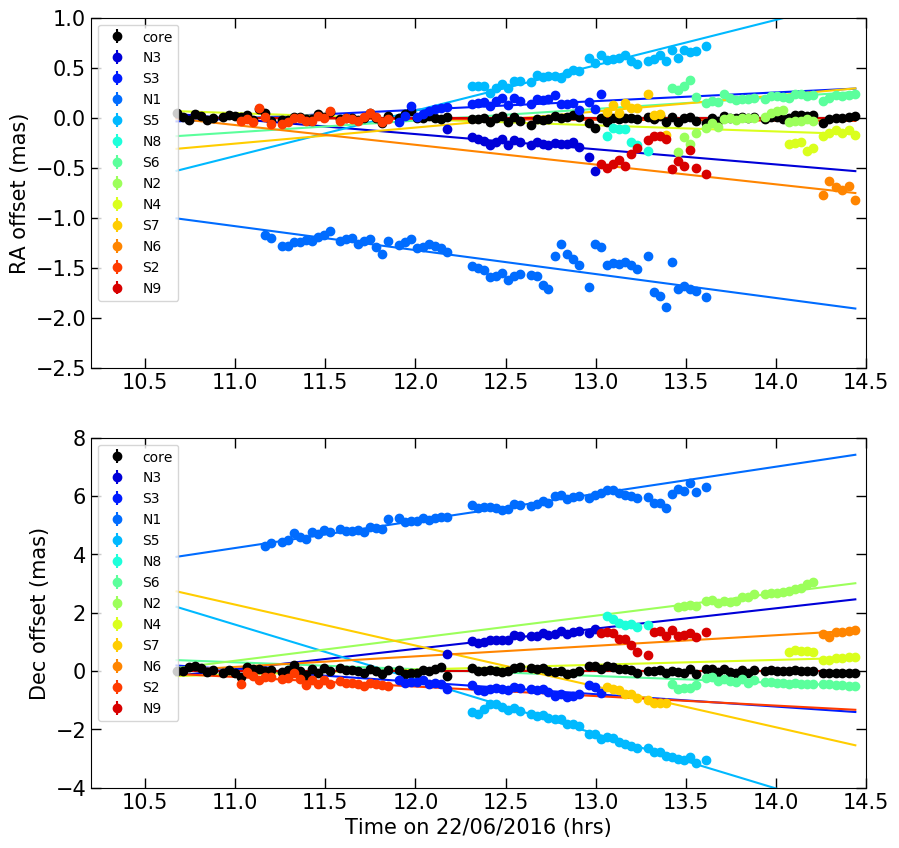 1.0
0.5
0.0
−0.5
−1.0
−1.5
−2.0
−2.5
RA offset (mas)
core
N3
S3
N1
S5
N8
S6
N2
N4
S7
N6
S2
N9
10.5 11.0 11.5 12.0 12.5 13.0 13.5 14.0 14.5
8
6
4
2
0
−2
−4
Dec offset (mas)
core
N3
S3
N1
S5
N8
S6
N2
N4
S7
N6
S2
N9
10.5 11.0 11.5 12.0 12.5 13.0 13.5 14.0 14.5
Time on 22/06/2016 (hrs)